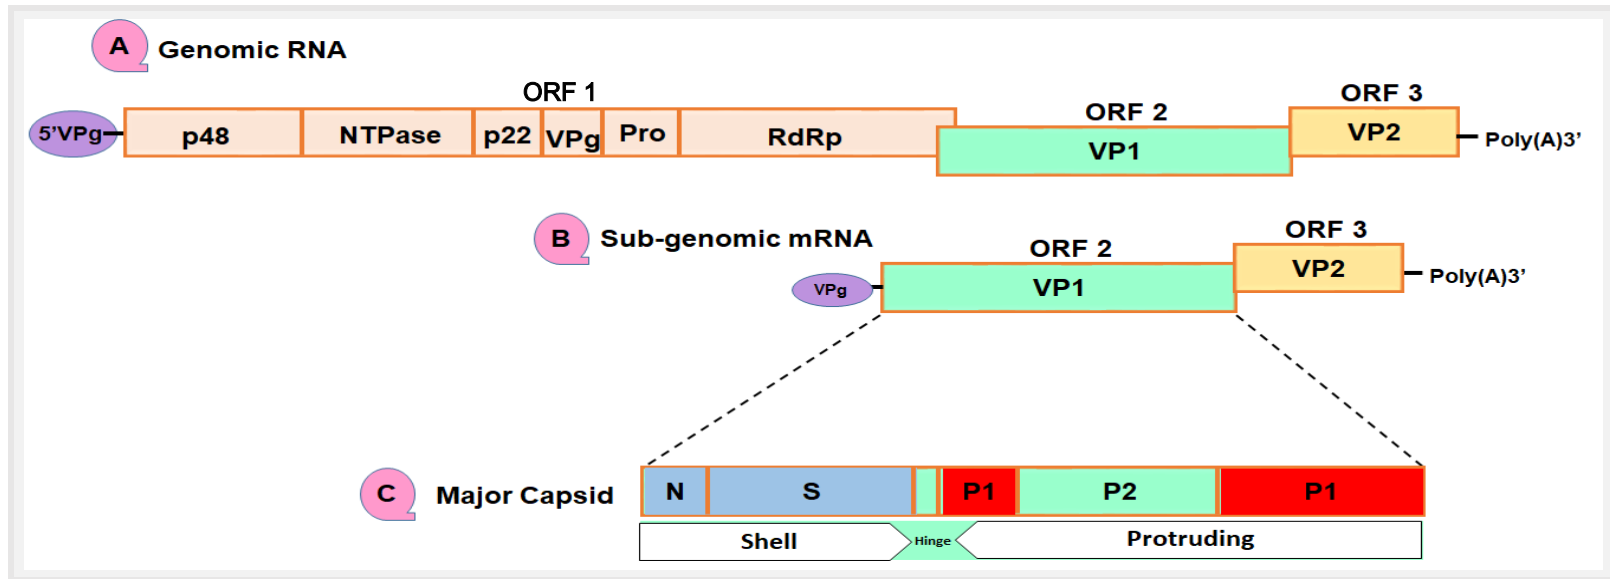 A Genomic RNA
ORF 1
ORF 2
ORF 3
5'VPg
p48
NTPase
p22
VPg
Pro
RdRp
VP1
VP2
Poly(A)3'
B Sub-genomic mRNA
ORF 2
ORF 3
VPg
VP1
VP2
Poly(A)3'
C Major Capsid
N
S
P1
P2
P1
Shell
Hinge
Protruding